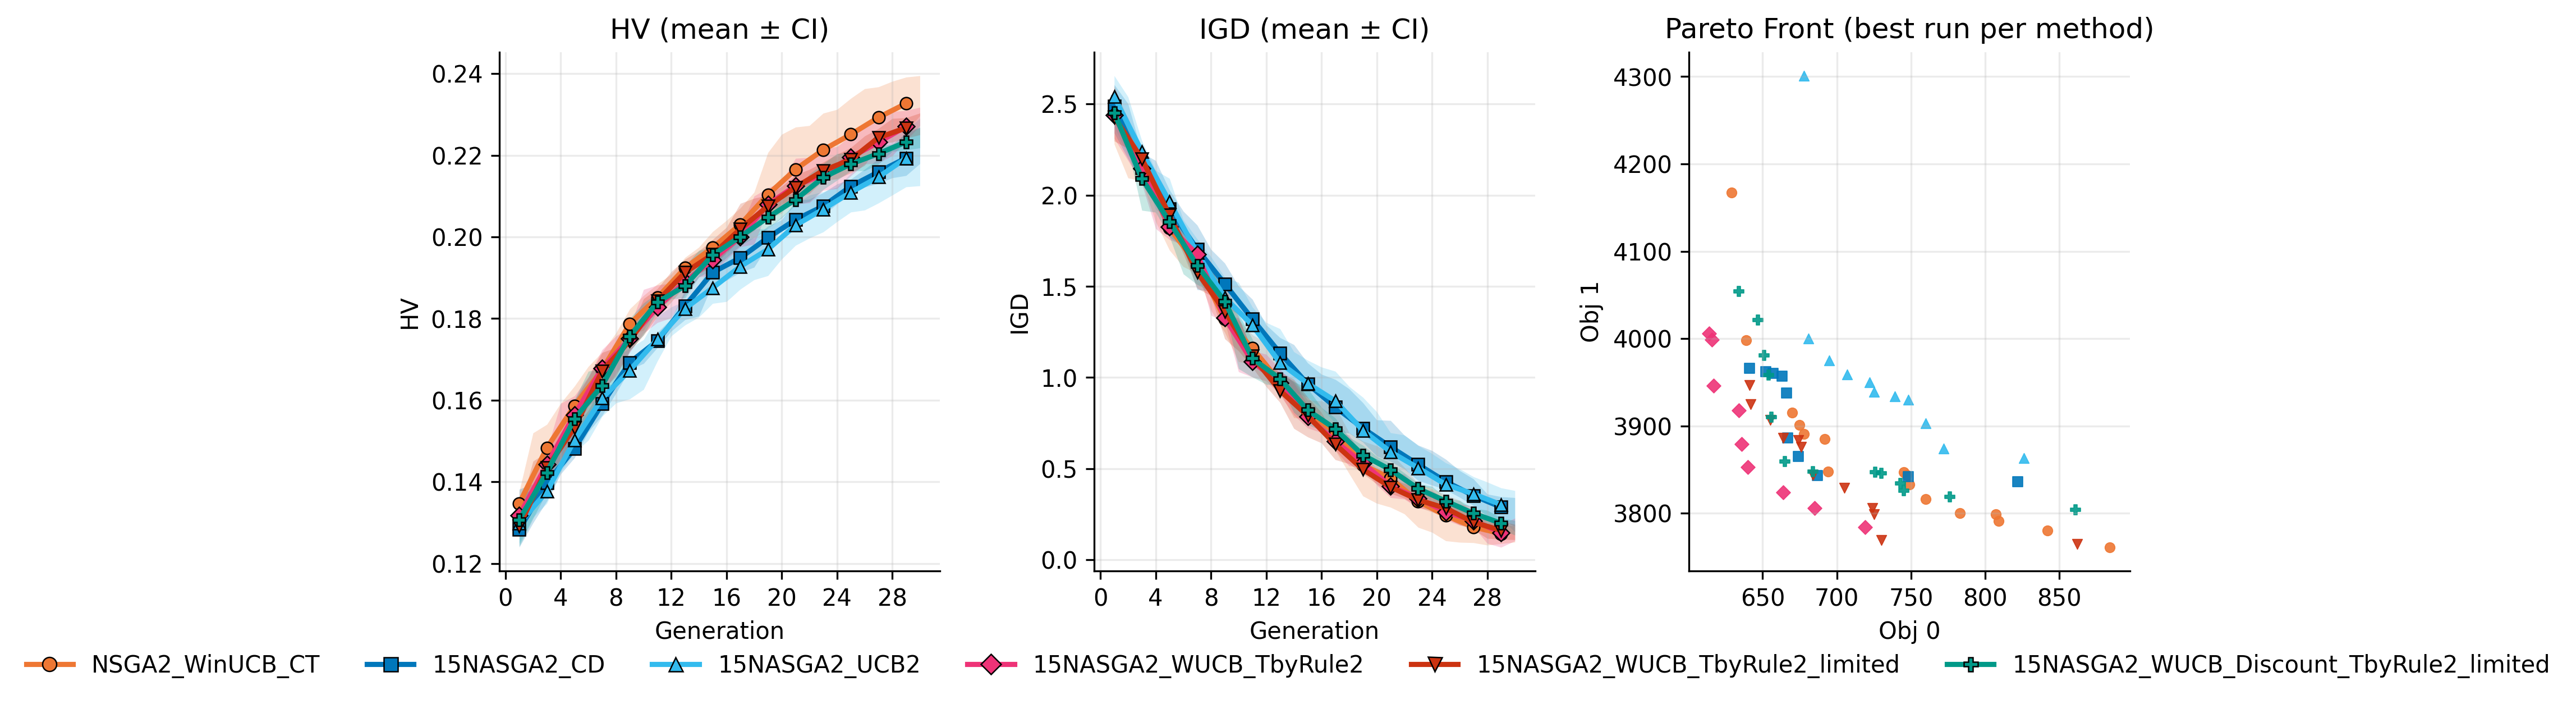 HV (mean ± CI)
IGD (mean ± CI)
Pareto Front (best run per method)
HV
0.24
0.22
0.20
0.18
0.16
0.14
0.12
0 4 8 12 16 20 24 28
Generation
IGD
2.5
2.0
1.5
1.0
0.5
0.0
0 4 8 12 16 20 24 28
Generation
Obj 1
4300
4200
4100
4000
3900
3800
650 700 750 800 850
Obj 0
NSGA2_WinUCB_CT 15NASGA2_CD 15NASGA2_UCB2 15NASGA2_WUCB_TbyRule2 15NASGA2_WUCB_TbyRule2_limited 15NASGA2_WUCB_Discount_TbyRule2_limited